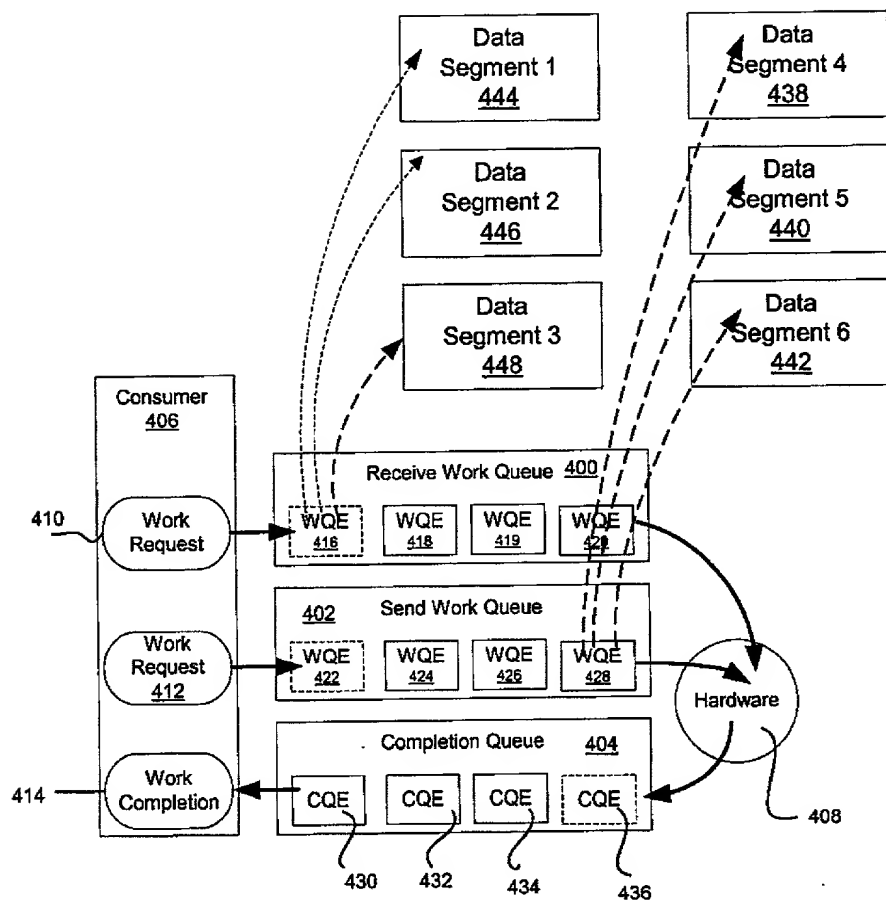 Data
Segment 1
444
Data
Segment 4
438
Data
Segment 2
446
Data
Segment 5
440
Data
Segment 3
448
Data
Segment 6
442
Consumer
406
Receive Work Queue 400
410
Work
Request
WQE
416
WQE
418
WQE
419
WQE
420
402 Send Work Queue
Work
Request
412
WQE
422
WQE
424
WQE
426
WQE
428
Hardware
408
Completion Queue 404
414
Work
Completion
CQE
CQE
CQE
CQE
430
432
434
436